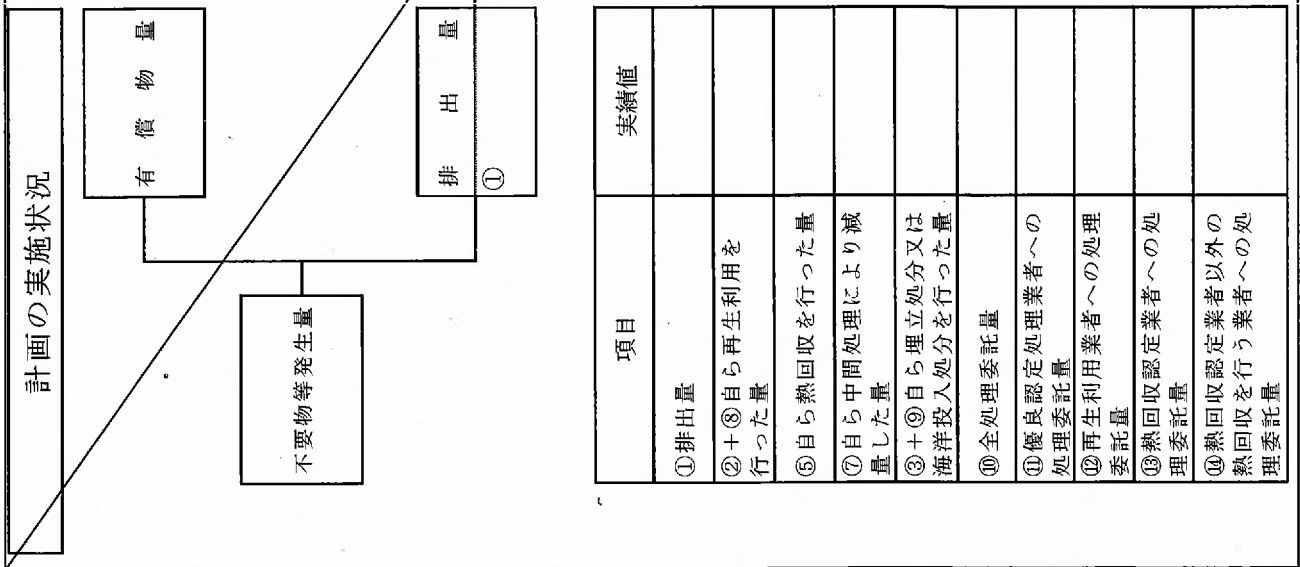 計画の実施状況
有償物量
不要物等発生量
排出量
①
項目
実績値
①排出量
②+⑧自ら再生利用を
行った量
⑤自ら熱回収を行った量
⑦自ら中間処理により減
量した量
③+⑨自ら埋立処分又は
海洋投入処分を行った量
⑩全処理委託量
⑪優良認定処理業者への
処理委託量
⑫再生利用業者への処理
委託量
⑬熱回収認定業者への処
理委託量
⑭熱回収認定業者以外の
熱回収を行う業者への処
理委託量